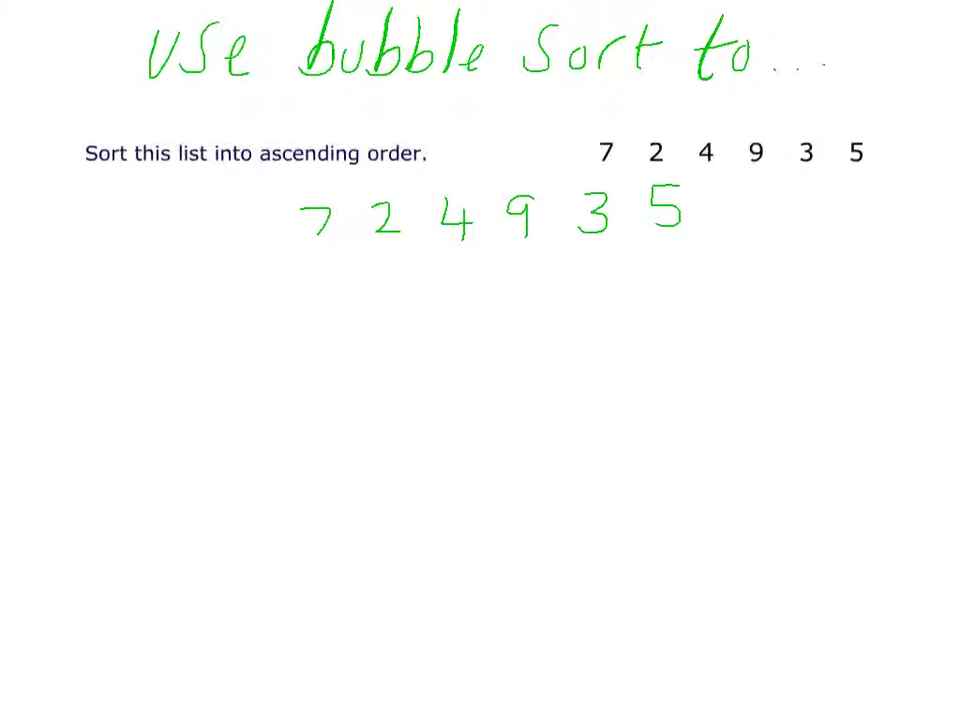 Use bubble sort to...
Sort this list into ascending order. 7 2 4 9 3 5
7 2 4 9 3 5